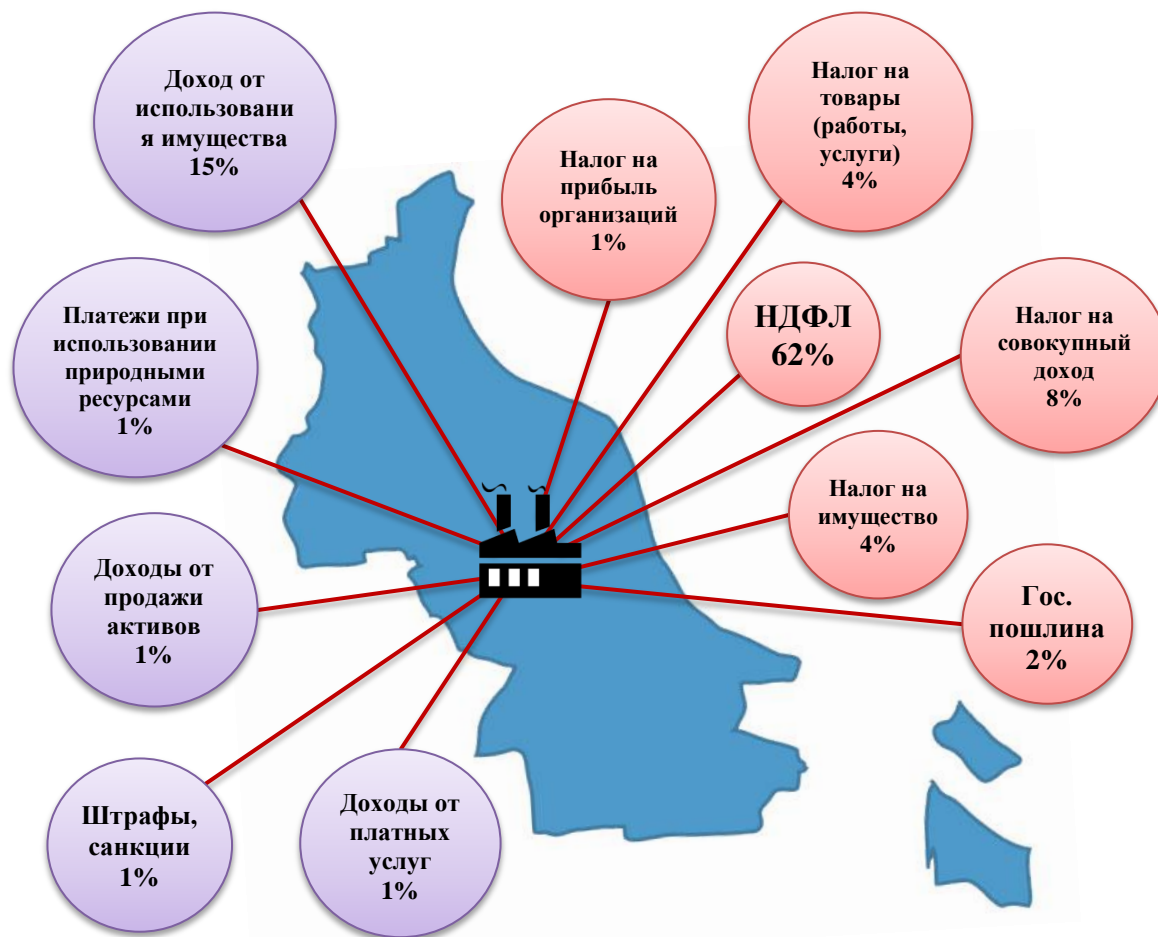 Доход от
использовани
я имущества
15%
Налог на
прибыль
организаций
1%
Налог на
товары
(работы,
услуги)
4%
Платежи при
использовании
природными
ресурсами
1%
НДФЛ
62%
Налог на
совокупный
доход
8%
Налог на
имущество
4%
Доходы от
продажи
активов
1%
Гос.
пошлина
2%
Штрафы,
санкции
1%
Доходы от
платных
услуг
1%